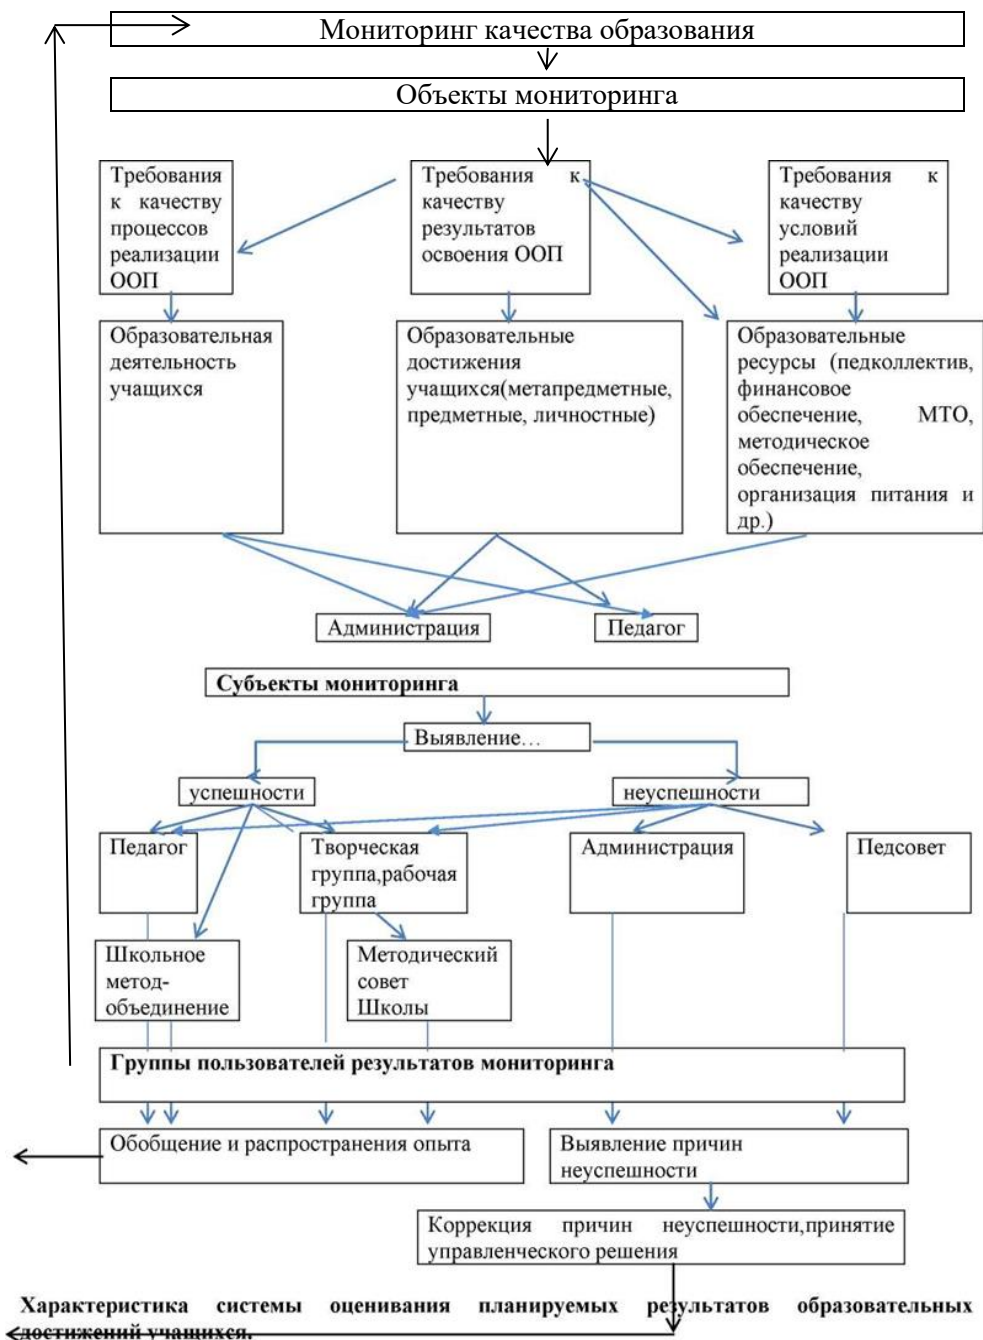 Мониторинг качества образования
Объекты мониторинга
Требования
к качеству
процессов
реализации
ООП
Требования к
качеству
результатов
освоения ООП
Требования к
качеству
условий
реализации
ООП
Образовательная
деятельность
учащихся
Образовательные
достижения
учащихся(метапредметные,
предметные, личностные)
Образовательные
ресурсы (педколлектив,
финансовое
обеспечение, МТО,
методическое
обеспечение,
организация питания и
др.)
Администрация
Педагог
Субъекты мониторинга
Выявление…
успешности
неуспешности
Педагог
Творческая
группа,рабочая
группа
Администрация
Педсовет
Школьное
метод-
объединение
Методический
совет
Школы
Группы пользователей результатов мониторинга
Обобщение и распространения опыта
Выявление причин
неуспешности
Коррекция причин неуспешности,принятие
управленческого решения
Характеристика системы оценивания планируемых результатов образовательных
достижений учащихся.